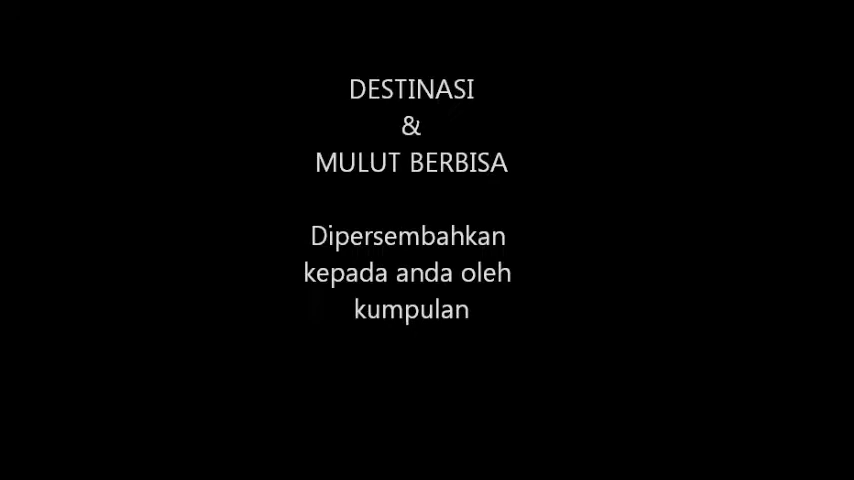 DESTINASI
&
MULUT BERBISA
Dipersembahkan
kepada anda oleh
kumpulan